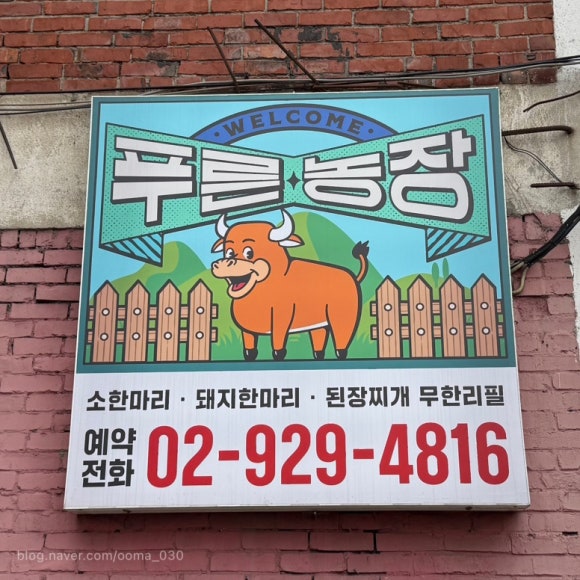 ·WELCOME·
푸른 농장
소한마리 · 돼지한마리 · 된장찌개 무한리필
예약
전화 02-929-4816
blog.naver.com/ooma_030